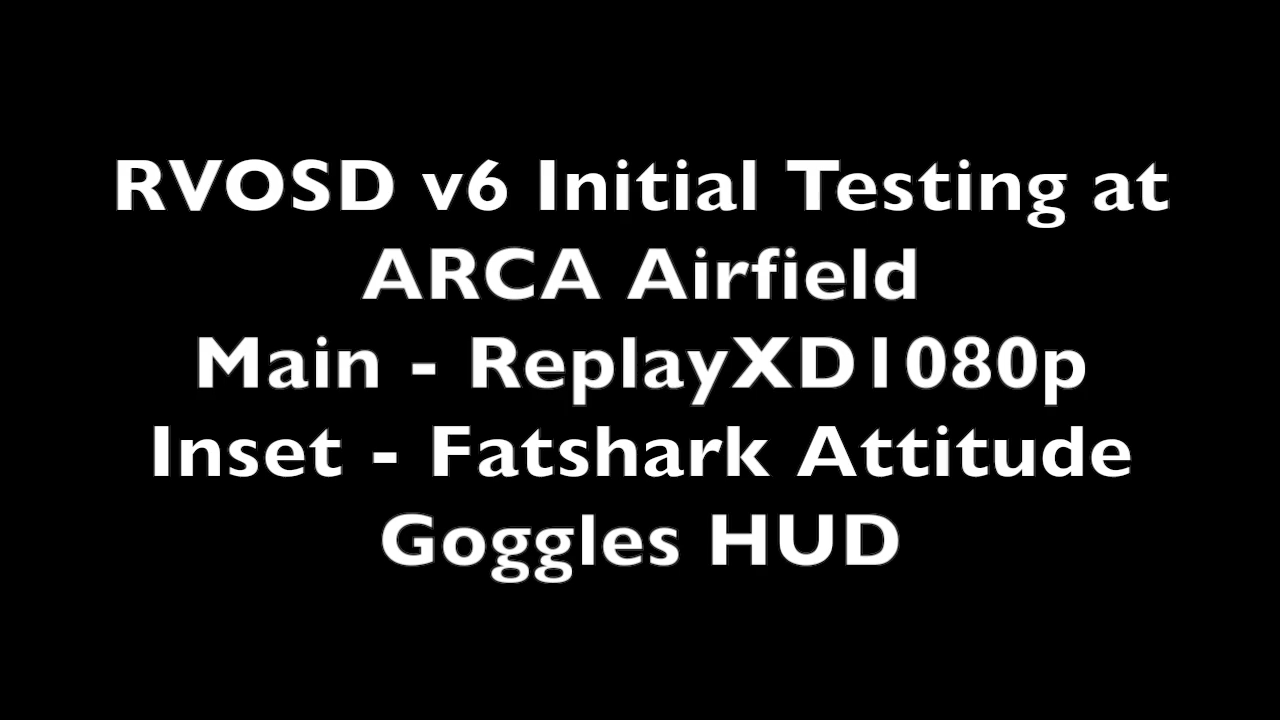 RVOSD v6 Initial Testing at
ARCA Airfield
Main - ReplayXD1080p
Inset - Fatshark Attitude
Goggles HUD